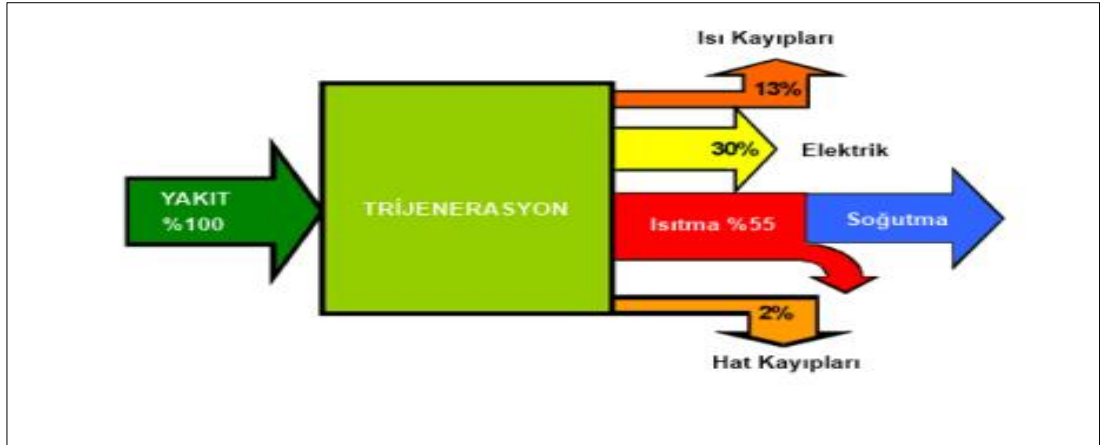 Isı Kayıpları
13%
30%
Elektrik
YAKIT
%100
TRİJENERASYON
Isıtma %55
Soğutma
2%
Hat Kayıpları